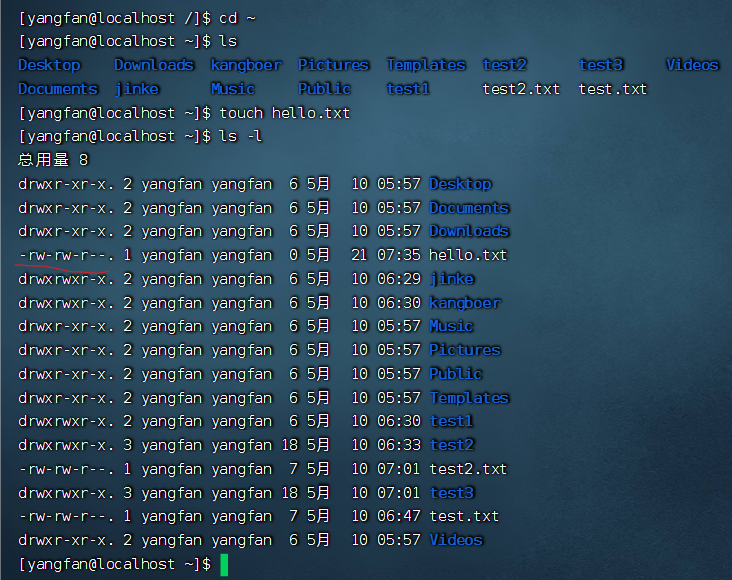 [yangfan@localhost /]$ cd ~
[yangfan@localhost ~]$ ls
Desktop    Downloads  kangboer  Pictures  Templates  test2      test3     Videos
Documents  jinke      Music     Public    test1      test2.txt  test.txt
[yangfan@localhost ~]$ touch hello.txt
[yangfan@localhost ~]$ ls -l
总用量 8
drwxr-xr-x. 2 yangfan yangfan  6 5月  10 05:57 Desktop
drwxr-xr-x. 2 yangfan yangfan  6 5月  10 05:57 Documents
drwxr-xr-x. 2 yangfan yangfan  6 5月  10 05:57 Downloads
-rw-rw-r--. 1 yangfan yangfan  0 5月  21 07:35 hello.txt
drwxrwxr-x. 2 yangfan yangfan  6 5月  10 06:29 jinke
drwxrwxr-x. 2 yangfan yangfan  6 5月  10 06:30 kangboer
drwxr-xr-x. 2 yangfan yangfan  6 5月  10 05:57 Music
drwxr-xr-x. 2 yangfan yangfan  6 5月  10 05:57 Pictures
drwxr-xr-x. 2 yangfan yangfan  6 5月  10 05:57 Public
drwxr-xr-x. 2 yangfan yangfan  6 5月  10 05:57 Templates
drwxrwxr-x. 2 yangfan yangfan  6 5月  10 06:30 test1
drwxrwxr-x. 3 yangfan yangfan 18 5月  10 06:33 test2
-rw-rw-r--. 1 yangfan yangfan  7 5月  10 07:01 test2.txt
drwxrwxr-x. 3 yangfan yangfan 18 5月  10 07:01 test3
-rw-rw-r--. 1 yangfan yangfan  7 5月  10 06:47 test.txt
drwxr-xr-x. 2 yangfan yangfan  6 5月  10 05:57 Videos
[yangfan@localhost ~]$